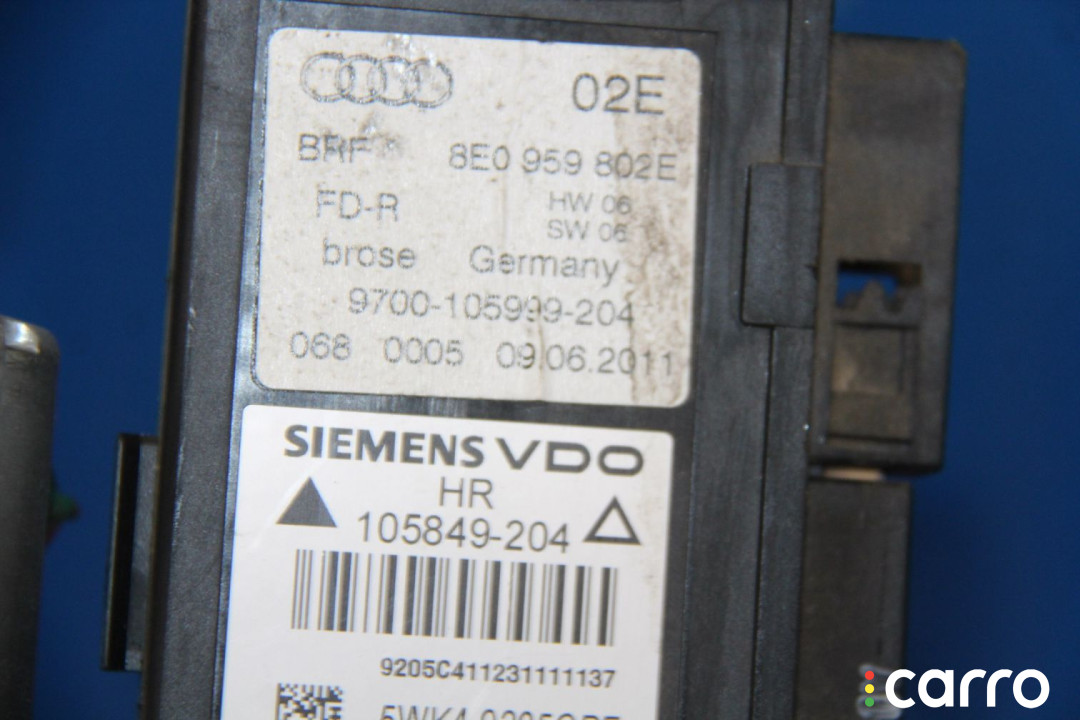 02E
BRF 8E0 959 802E
FD-R HW 06
SW 06
brose Germany
9700-105999-204
068 0005 09.06.2011
SIEMENS VDO
HR
105849-204
9205C411231111137
carro